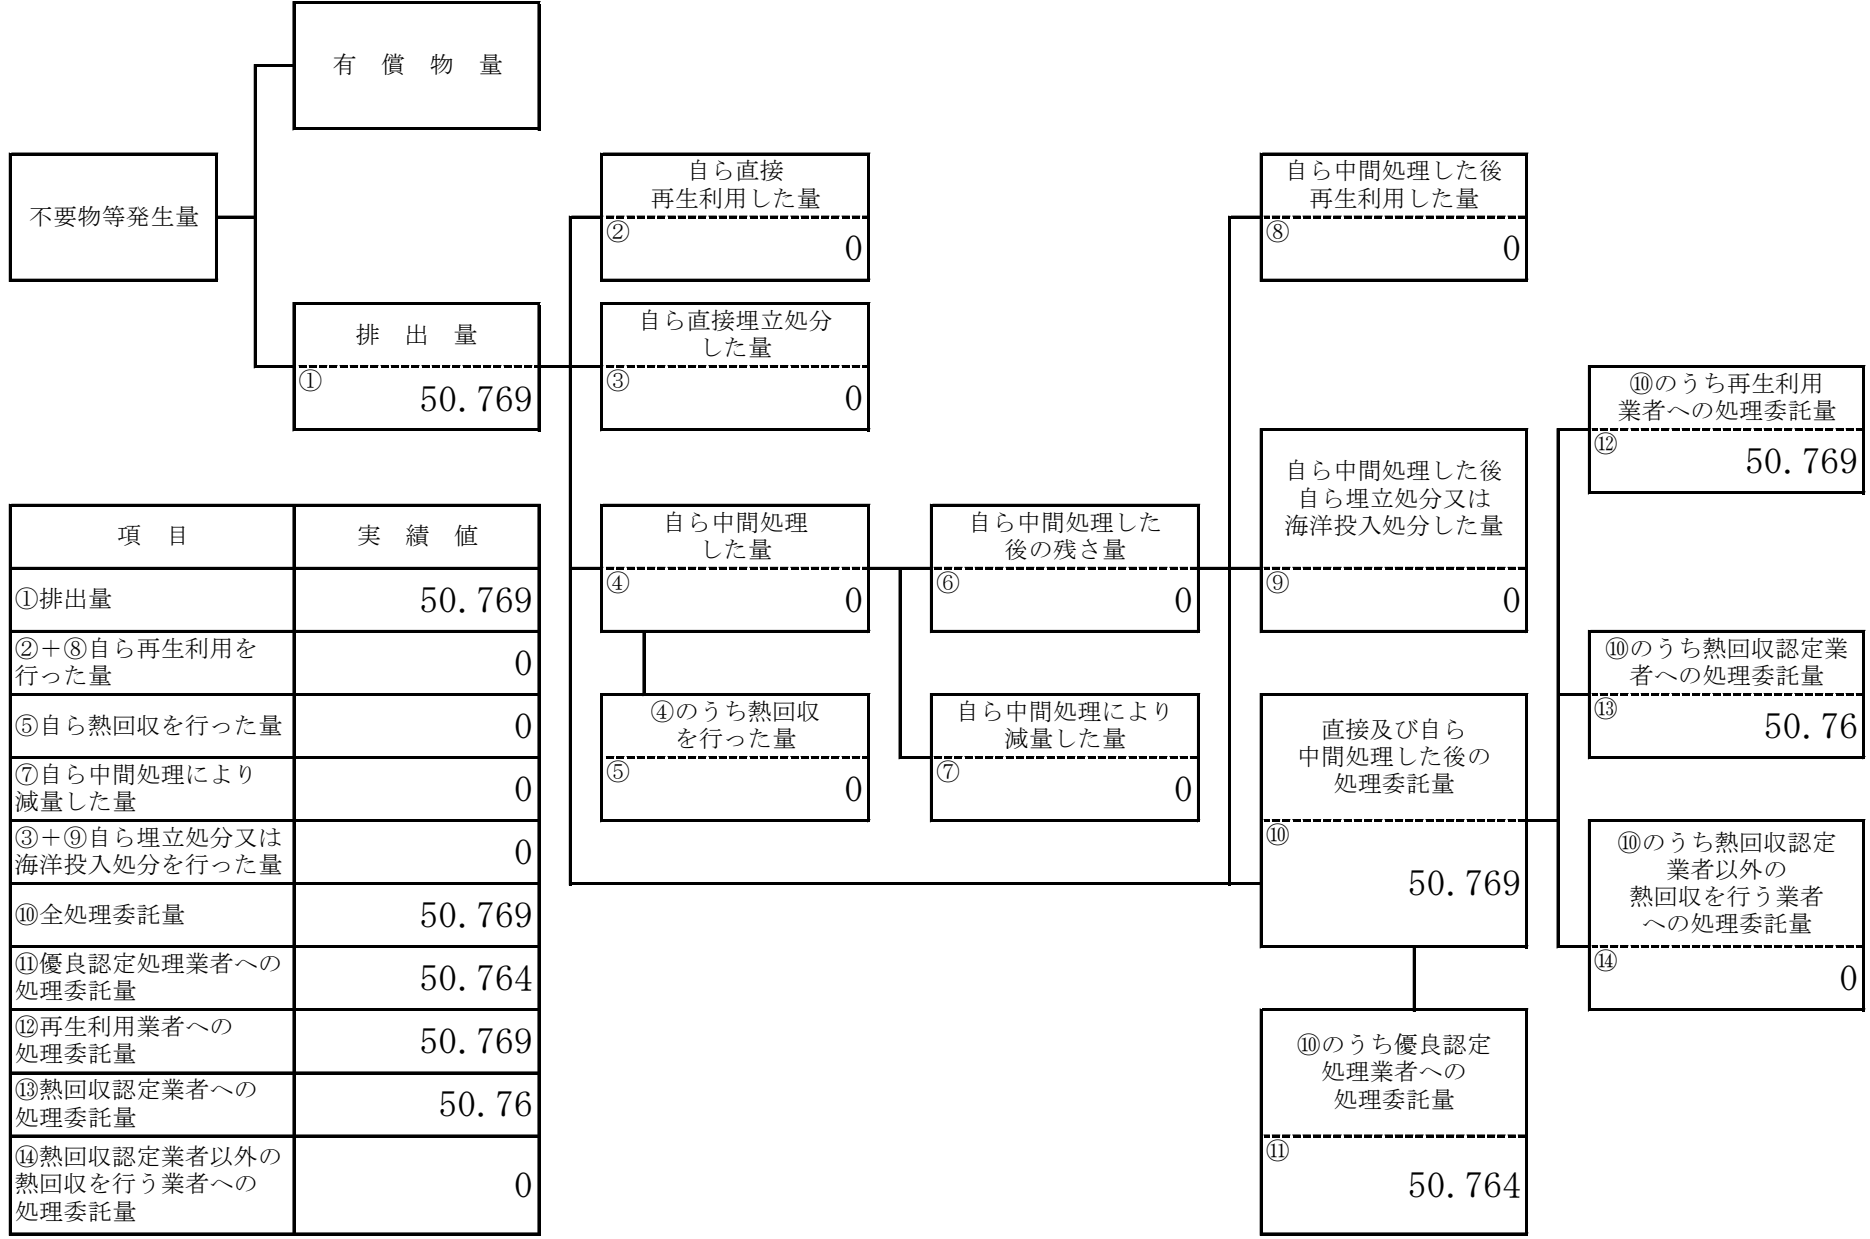 有　償　物　量
不要物等発生量
排　出　量
①
50.769
自ら直接
再生利用した量
②
0
自ら直接埋立処分
した量
③
0
自ら中間処理
した量
④
0
④のうち熱回収
を行った量
⑤
0
自ら中間処理した
後の残さ量
⑥
0
自ら中間処理により
減量した量
⑦
0
自ら中間処理した後
再生利用した量
⑧
0
自ら中間処理した後
自ら埋立処分又は
海洋投入処分した量
⑨
0
直接及び自ら
中間処理した後の
処理委託量
⑩
50.769
⑩のうち優良認定
処理業者への
処理委託量
⑪
50.764
⑩のうち再生利用
業者への処理委託量
⑫
50.769
⑩のうち熱回収認定業
者への処理委託量
⑬
50.76
⑩のうち熱回収認定
業者以外の
熱回収を行う業者
への処理委託量
⑭
0
項　目　実　績　値
①排出量　50.769
②＋⑧自ら再生利用を
行った量
0
⑤自ら熱回収を行った量　0
⑦自ら中間処理により
減量した量
0
③＋⑨自ら埋立処分又は
海洋投入処分を行った量
0
⑩全処理委託量　50.769
⑪優良認定処理業者への
処理委託量
50.764
⑫再生利用業者への
処理委託量
50.769
⑬熱回収認定業者への
処理委託量
50.76
⑭熱回収認定業者以外の
熱回収を行う業者への
処理委託量
0